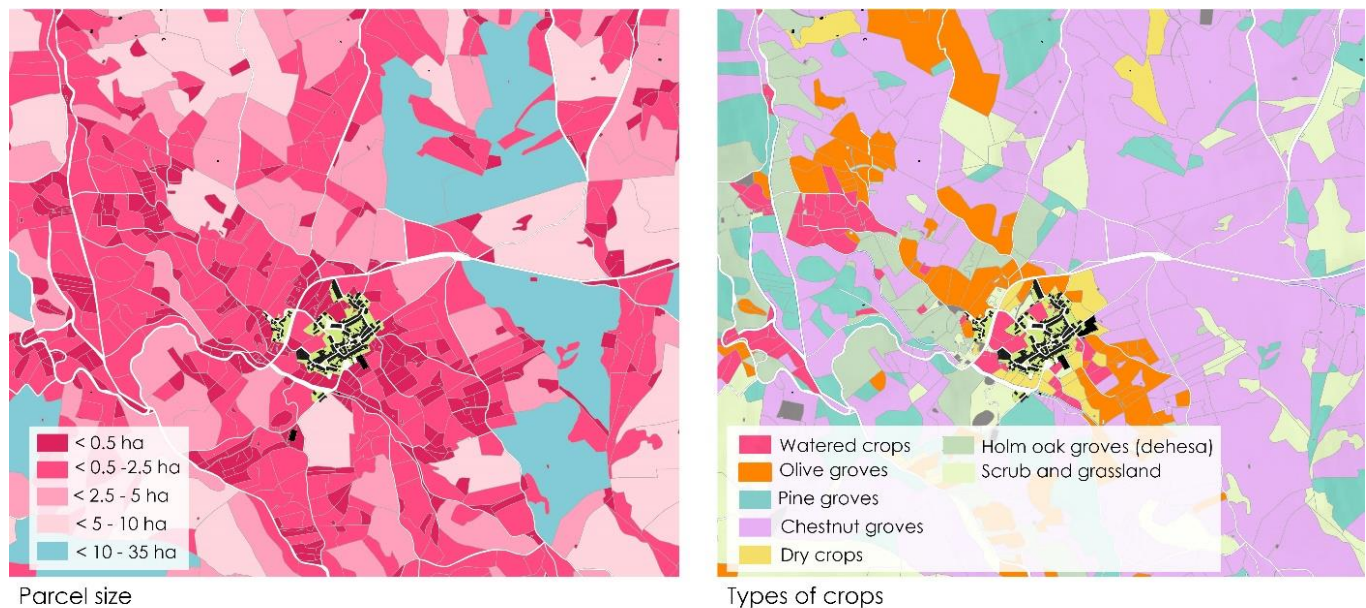 < 0.5 ha
< 0.5 -2.5 ha
< 2.5 - 5 ha
< 5 - 10 ha
< 10 - 35 ha
Parcel size
Watered crops
Olive groves
Pine groves
Chestnut groves
Dry crops
Holm oak groves (dehesa)
Scrub and grassland
Types of crops